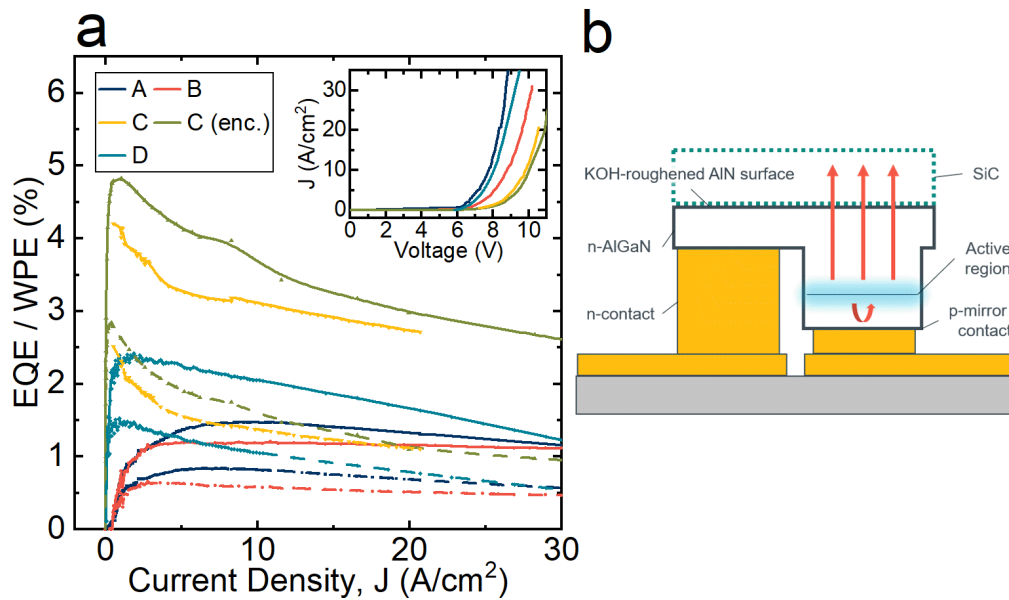 a
6
5
4
3
2
1
0
EQE / WPE (%)
A B
C C (enc.)
D
30
20
10
0
J (A/cm²)
0 2 4 6 8 10
Voltage (V)
0 10 20 30
Current Density, J (A/cm²)
b
KOH-roughened AlN surface
SiC
n-AlGaN
Active
region
n-contact
p-mirror
contact